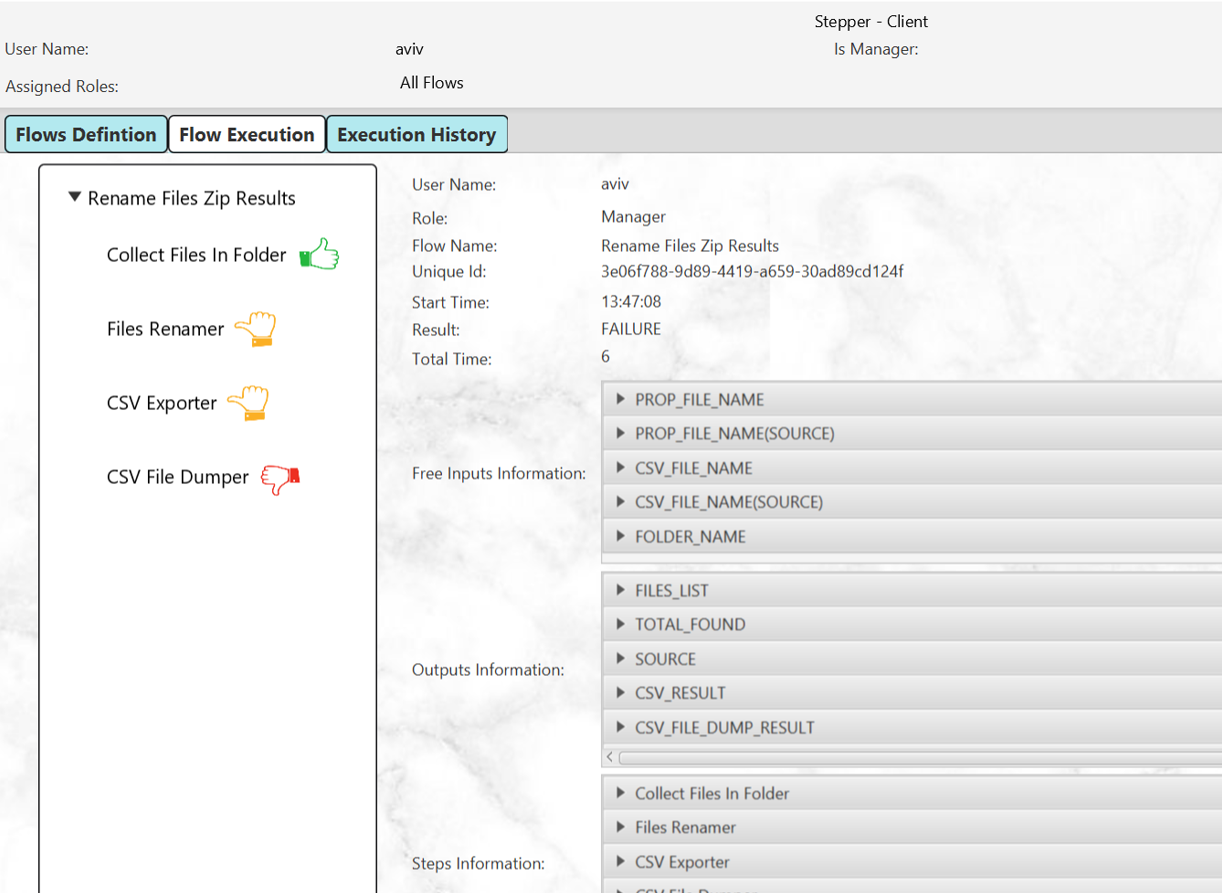 Stepper - Client
User Name: aviv Is Manager:
Assigned Roles: All Flows
Flows Defintion Flow Execution Execution History
Rename Files Zip Results
Collect Files In Folder
Files Renamer
CSV Exporter
CSV File Dumper
User Name: aviv
Role: Manager
Flow Name: Rename Files Zip Results
Unique Id: 3e06f788-9d89-4419-a659-30ad89cd124f
Start Time: 13:47:08
Result: FAILURE
Total Time: 6
Free Inputs Information:
PROP_FILE_NAME
PROP_FILE_NAME(SOURCE)
CSV_FILE_NAME
CSV_FILE_NAME(SOURCE)
FOLDER_NAME
Outputs Information:
FILES_LIST
TOTAL_FOUND
SOURCE
CSV_RESULT
CSV_FILE_DUMP_RESULT
Steps Information:
Collect Files In Folder
Files Renamer
CSV Exporter
CSV File Dumper